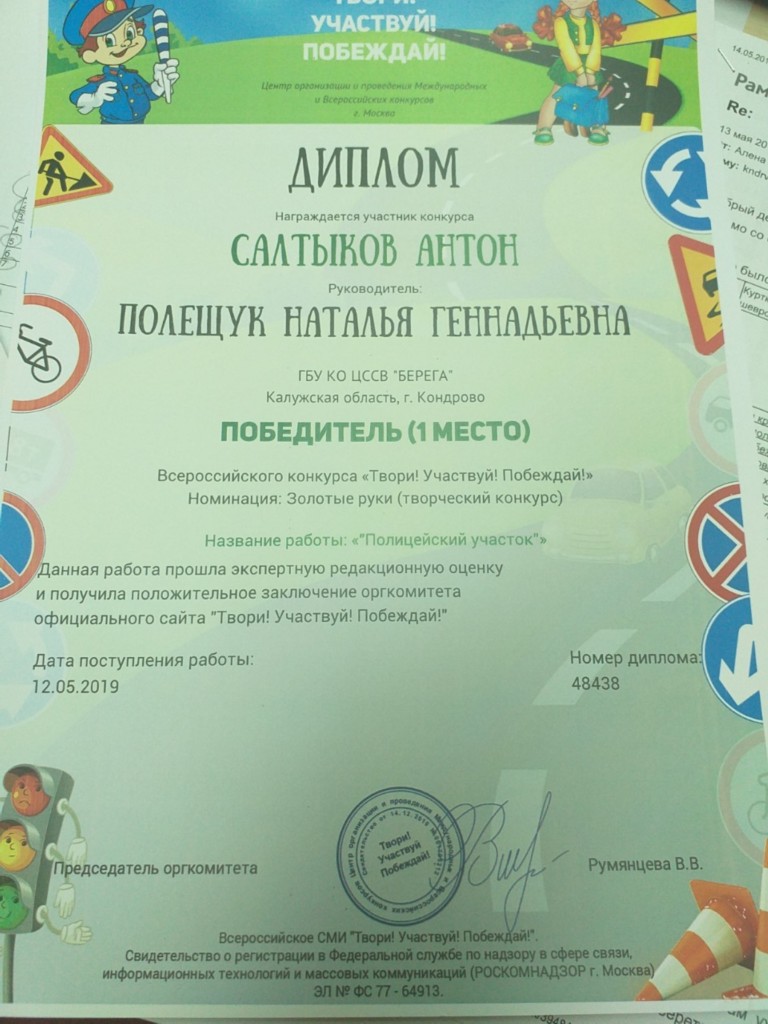 ТВОРИ!
УЧАСТВУЙ!
ПОБЕЖДАЙ!
Центр организации и проведения Международных
и Всероссийских конкурсов
г. Москва
ДИПЛОМ
Награждается участник конкурса
САЛТЫКОВ АНТОН
Руководитель:
ПОЛЕЩУК НАТАЛЬЯ ГЕННАДЬЕВНА
ГБУ КО ЦССВ "БЕРЕГА"
Калужская область, г. Кондрово
ПОБЕДИТЕЛЬ (1 МЕСТО)
Всероссийского конкурса «Твори! Участвуй! Побеждай!»
Номинация: Золотые руки (творческий конкурс)
Название работы: «"Полицейский участок"»
Данная работа прошла экспертную редакционную оценку
и получила положительное заключение оргкомитета
официального сайта "Твори! Участвуй! Побеждай!"
Дата поступления работы:
12.05.2019
Номер диплома:
48438
Твори!
Участвуй
Побеждай!
Председатель оргкомитета
Румянцева В.В.
Всероссийское СМИ "Твори! Участвуй! Побеждай!".
Свидетельство о регистрации в Федеральной службе по надзору в сфере связи,
информационных технологий и массовых коммуникаций (РОСКОМНАДЗОР г. Москва)
ЭЛ № ФС 77 - 64913.
Re:
13 мая 20
Алена